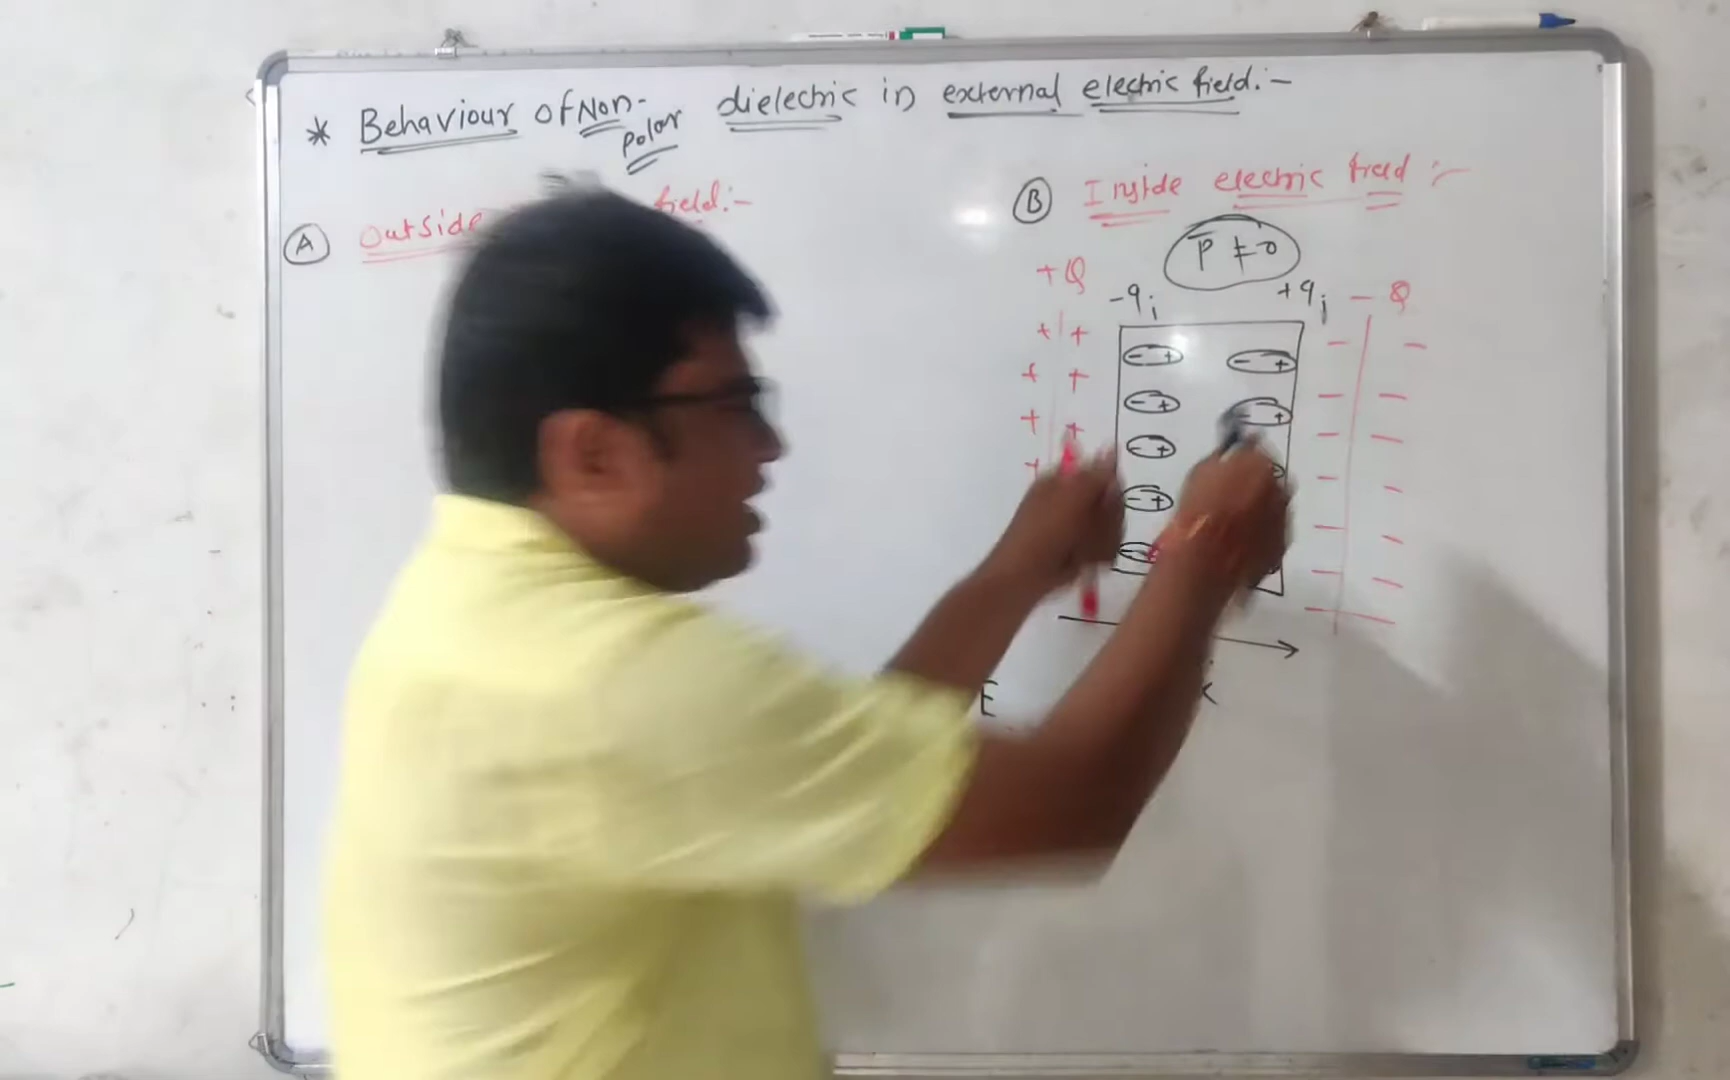 * Behaviour of Non-polar dielectric in external electric field :-
(A) Outside field :-
(B) Inside electric field :-
p̅ ≠ 0
+Q -qi +qi - Q
+ + - + - + - -
+ + - + - + - -
+ + - + - -
+ - + - -
- - -
- -
- -
E